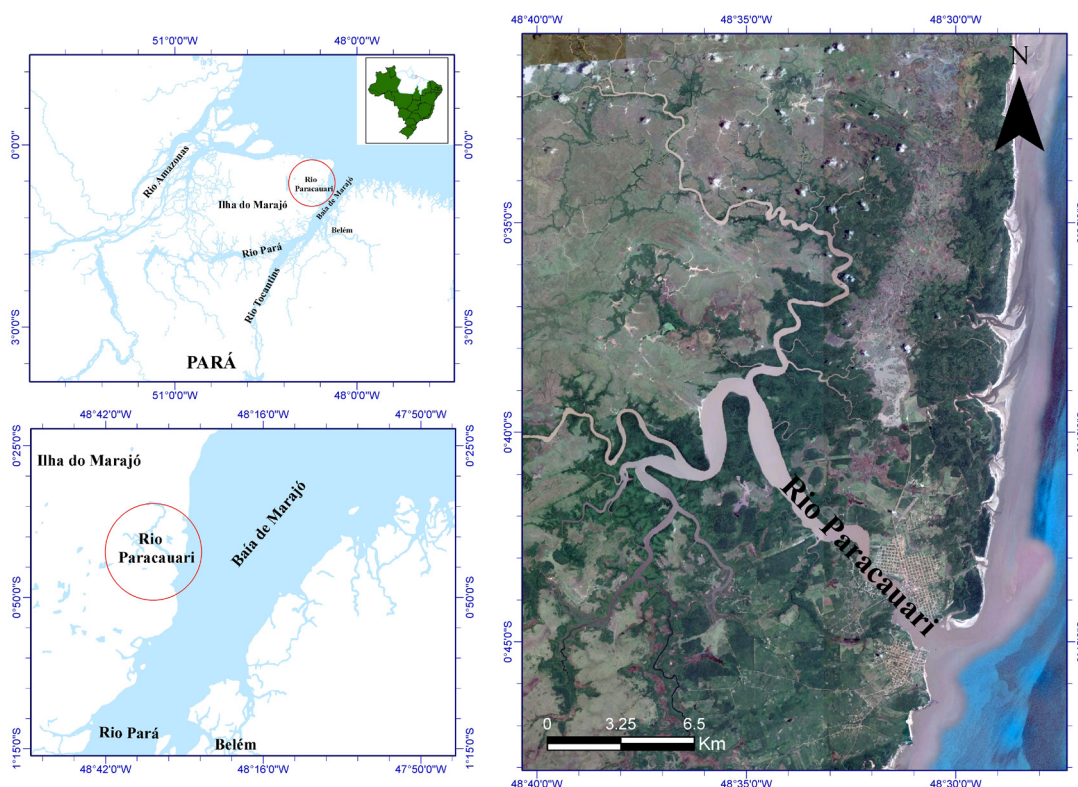 51°0'0"W 48°0'0"W
0°0'0"
0°0'0"
Rio Amazonas
Rio
Paracauari
Ilha do Marajó
Baía de Marajó
Belém
Rio Pará
Rio Tocantins
3°0'0"S
3°0'0"S
PARÁ
51°0'0"W 48°0'0"W
48°42'0"W 48°16'0"W 47°50'0"W
0°25'0"S
0°25'0"S
Ilha do Marajó
Baía de Marajó
Rio
Paracauari
0°50'0"S
0°50'0"S
Rio Pará
Belém
1°15'0"S
1°15'0"S
48°42'0"W 48°16'0"W 47°50'0"W
48°40'0"W 48°35'0"W 48°30'0"W
N
0°35'0"S
0°40'0"S
Rio Paracauari
0°45'0"S
0 3.25 6.5
Km
48°40'0"W 48°35'0"W 48°30'0"W